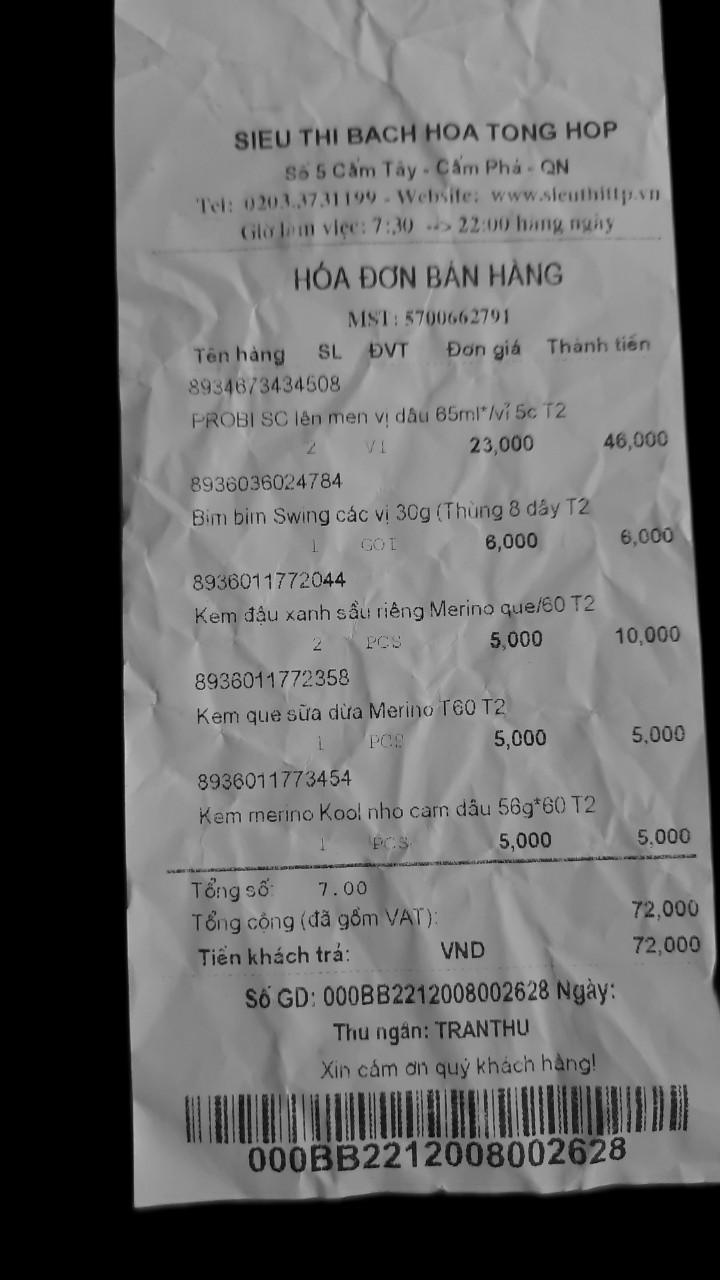 SIEU THI BACH HOA TONG HOP
Số 5 Cẩm Tây - Cẩm Phả - QN
Tel: 0203.3731199 - Website: www.sieuthittp.vn
Giờ làm việc: 7:30 --> 22:00 hàng ngày
HÓA ĐƠN BÁN HÀNG
MST: 5700662791
Tên hàng SL ĐVT Đơn giá Thành tiền
8934673434508
PROBI SC lên men vị dâu 65ml*/vỉ 5c T2
2 VI 23,000 46,000
8936036024784
Bim bim Swing các vị 30g (Thùng 8 dây T2
1 GOI 6,000 6,000
8936011772044
Kem đậu xanh sầu riêng Merino que/60 T2
2 PCS 5,000 10,000
8936011772358
Kem que sữa dừa Merino T60 T2
1 PCS 5,000 5,000
8936011773454
Kem merino Kool nho cam dâu 56g*60 T2
1 PCS 5,000 5,000
Tổng số: 7.00
Tổng cộng (đã gồm VAT): 72,000
Tiền khách trả: VND 72,000
Số GD: 000BB2212008002628 Ngày:
Thu ngân: TRANTHU
Xin cảm ơn quý khách hàng!
000BB2212008002628